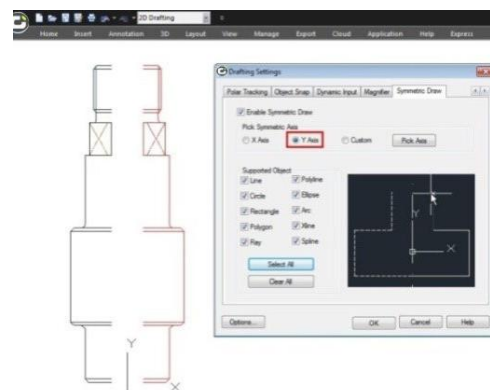 2D Drafting
Home Insert Annotation 3D Layout View Manage Export Cloud Application Help Express
Drafting Settings
Polar Tracking Object Snap Dynamic Input Magnifier Symmetric Draw
Enable Symmetric Draw
Pick Symmetric Axis
X Axis Y Axis Custom Pick Axis
Supported Object
Line Polyline
Circle Ellipse
Rectangle Arc
Polygon Xline
Ray Spline
Select All
Clear All
Y
X
Options... OK Cancel Help
Y
X